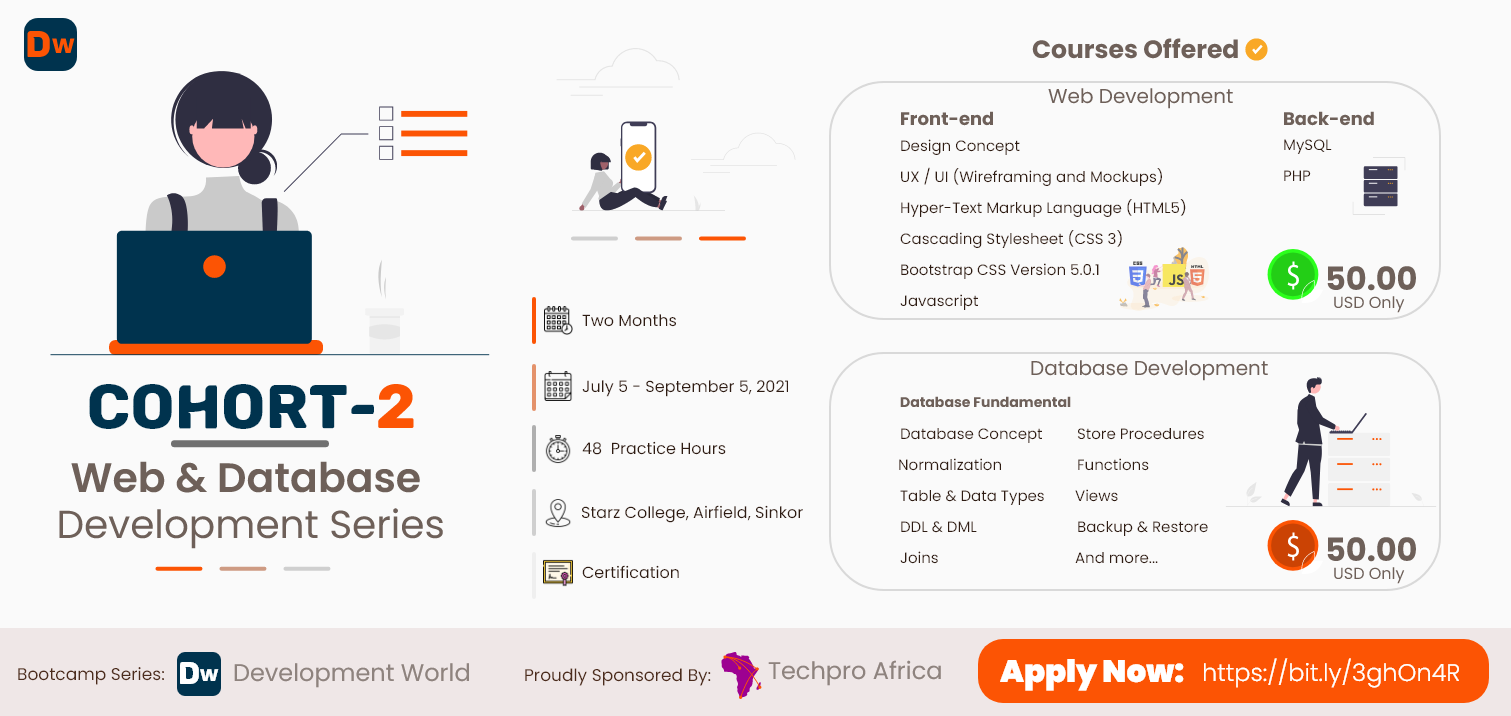 Dw
COHORT-2
Web & Database
Development Series
Two Months
July 5 - September 5, 2021
48 Practice Hours
Starz College, Airfield, Sinkor
Certification
Courses Offered
Web Development
Front-end
Design Concept
UX / UI (Wireframing and Mockups)
Hyper-Text Markup Language (HTML5)
Cascading Stylesheet (CSS 3)
Bootstrap CSS Version 5.0.1
Javascript
Back-end
MySQL
PHP
CSS
JS
HTML
$ 50.00
USD Only
Database Development
Database Fundamental
Database Concept
Normalization
Table & Data Types
DDL & DML
Joins
Store Procedures
Functions
Views
Backup & Restore
And more...
$ 50.00
USD Only
Bootcamp Series: Dw Development World
Proudly Sponsored By: Techpro Africa
Apply Now: https://bit.ly/3ghOn4R